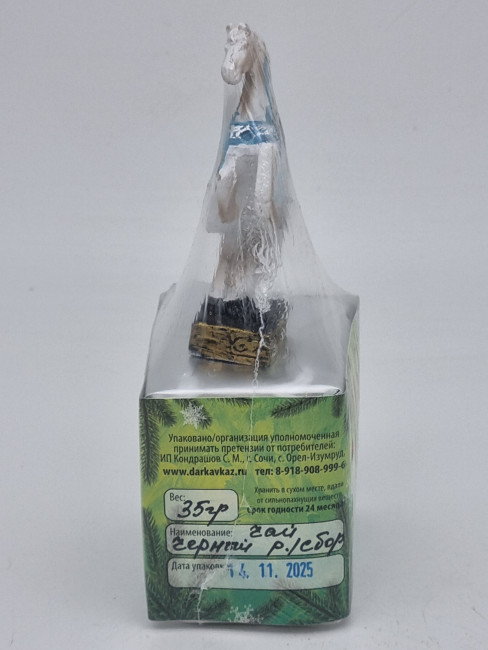 Упаковано/организация уполномоченная
принимать претензии от потребителей:
ИП Кондрашов С. М., г. Сочи, с. Орел-Изумруд,
www.darkavkaz.ru тел: 8-918-908-999-6
Хранить в сухом месте, вдали
от сильнопахнущих веществ
Срок годности 24 месяца
Вес:
35гр
Наименование: чай
черный р./сбор
Дата упаковки 14. 11. 2025